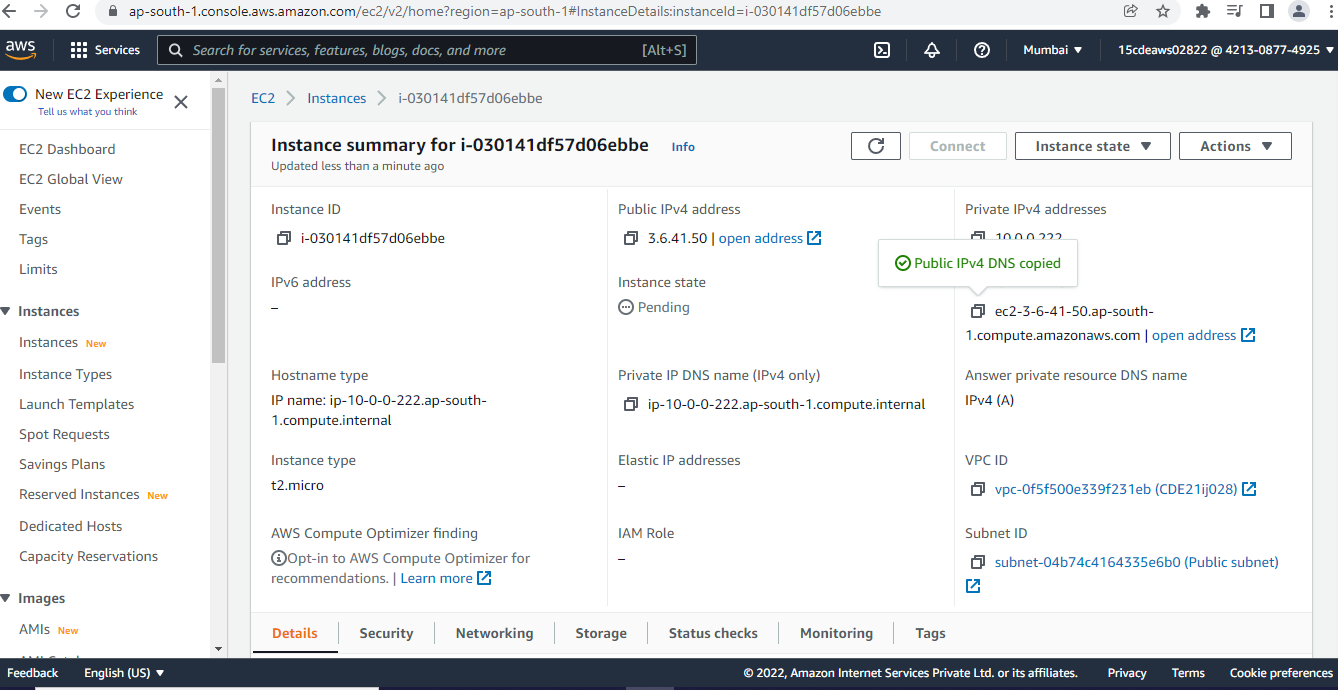 ap-south-1.console.aws.amazon.com/ec2/v2/home?region=ap-south-1#InstanceDetails:instanceId=i-030141df57d06ebbe
aws
Services
Search for services, features, blogs, docs, and more
[Alt+S]
Mumbai
15cdeaws02822 @ 4213-0877-4925
New EC2 Experience
Tell us what you think
EC2 Dashboard
EC2 Global View
Events
Tags
Limits
Instances
Instances New
Instance Types
Launch Templates
Spot Requests
Savings Plans
Reserved Instances New
Dedicated Hosts
Capacity Reservations
Images
AMIs New
EC2
Instances
i-030141df57d06ebbe
Instance summary for i-030141df57d06ebbe Info
Updated less than a minute ago
Connect
Instance state
Actions
Instance ID
i-030141df57d06ebbe
Public IPv4 address
3.6.41.50 | open address
Private IPv4 addresses
10.0.0.222
Public IPv4 DNS copied
IPv6 address
–
Instance state
Pending
ec2-3-6-41-50.ap-south-
1.compute.amazonaws.com | open address
Hostname type
IP name: ip-10-0-0-222.ap-south-
1.compute.internal
Private IP DNS name (IPv4 only)
ip-10-0-0-222.ap-south-1.compute.internal
Answer private resource DNS name
IPv4 (A)
Instance type
t2.micro
Elastic IP addresses
–
VPC ID
vpc-0f5f500e339f231eb (CDE21ij028)
AWS Compute Optimizer finding
Opt-in to AWS Compute Optimizer for
recommendations. | Learn more
IAM Role
–
Subnet ID
subnet-04b74c4164335e6b0 (Public subnet)
Details
Security
Networking
Storage
Status checks
Monitoring
Tags
Feedback
English (US)
© 2022, Amazon Internet Services Private Ltd. or its affiliates.
Privacy
Terms
Cookie preferences